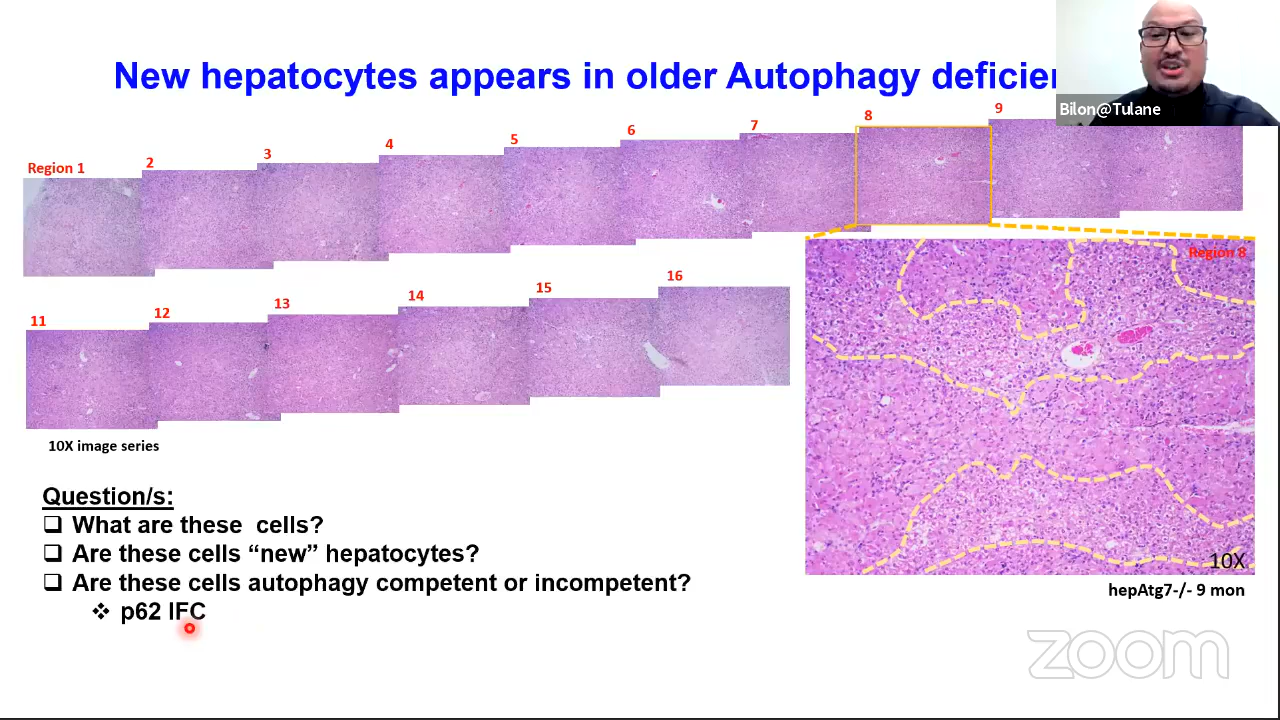 New hepatocytes appears in older Autophagy
Bilon@Tulane
Region 1
2
3
4
5
6
7
8
9
Region 8
10X
hepAtg7-/- 9 mon
11
12
13
14
15
16
10X image series
Question/s:
What are these cells?
Are these cells “new” hepatocytes?
Are these cells autophagy competent or incompetent?
p62 IFC
zoom